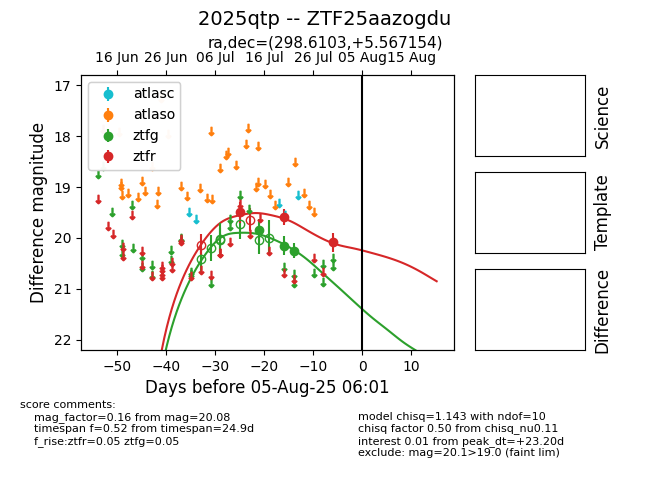 2025qtp -- ZTF25aazogdu
ra,dec=(298.6103,+5.567154)
16 Jun 26 Jun 06 Jul 16 Jul 26 Jul 05 Aug 15 Aug
17
18
19
20
21
22
Difference magnitude
atlasc
atlaso
ztfg
ztfr
−50 −40 −30 −20 −10 0 10
Days before 05-Aug-25 06:01
Science
Template
Difference
score comments:
mag_factor=0.16 from mag=20.08
timespan f=0.52 from timespan=24.9d
f_rise:ztfr=0.05 ztfg=0.05
model chisq=1.143 with ndof=10
chisq factor 0.50 from chisq_nu0.11
interest 0.01 from peak_dt=+23.20d
exclude: mag=20.1>19.0 (faint lim)